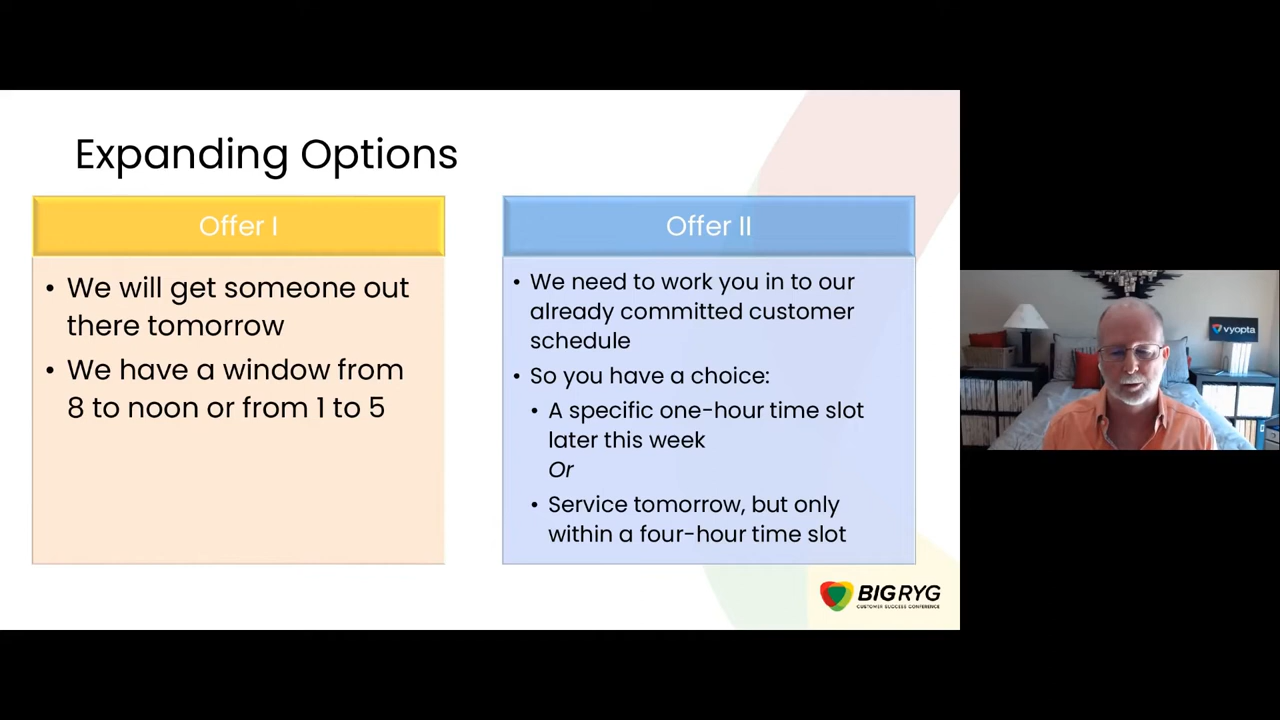 Expanding Options
Offer I
• We will get someone out
there tomorrow
• We have a window from
8 to noon or from 1 to 5
Offer II
• We need to work you in to our
already committed customer
schedule
• So you have a choice:
• A specific one-hour time slot
later this week
Or
• Service tomorrow, but only
within a four-hour time slot
BIGRYG
CUSTOMER SUCCESS CONFERENCE
vyopta